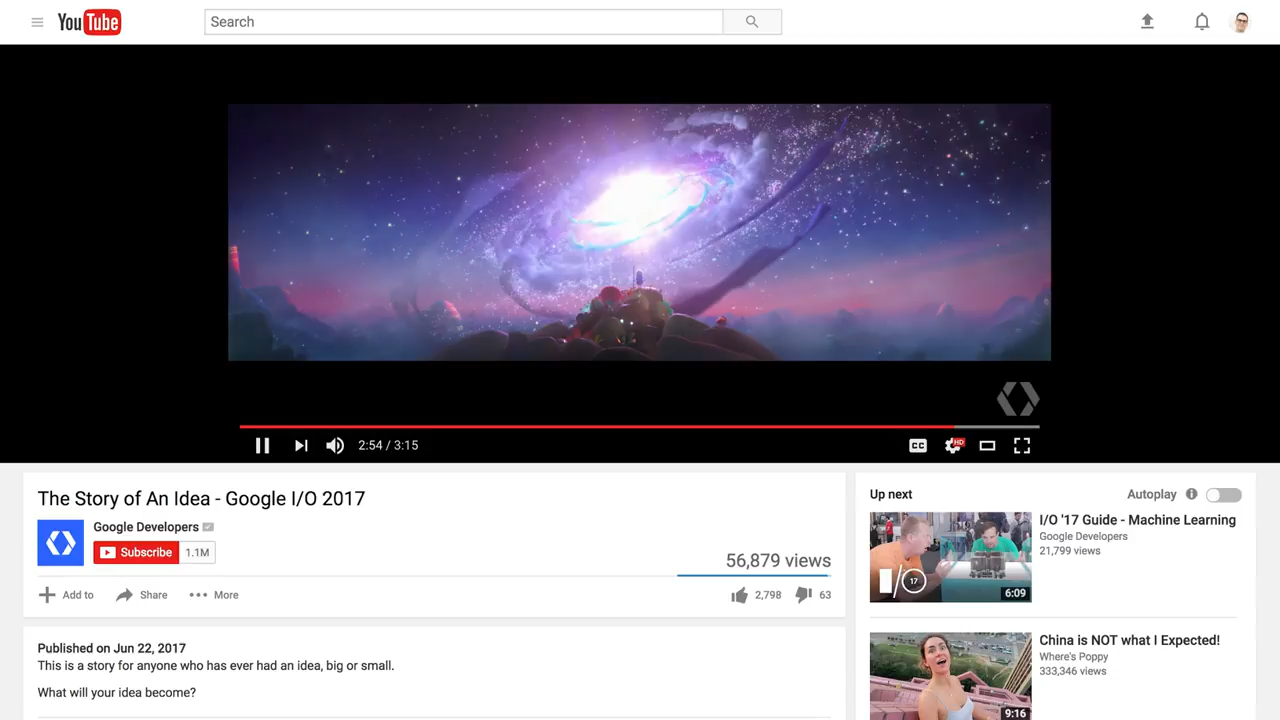 YouTube
Search
HD
CC
2:54 / 3:15
The Story of An Idea - Google I/O 2017
Google Developers
Subscribe 1.1M
56,879 views
Add to Share More
2,798 63
Published on Jun 22, 2017
This is a story for anyone who has ever had an idea, big or small.
What will your idea become?
Up next
Autoplay
I/O '17 Guide - Machine Learning
Google Developers
21,799 views
17
6:09
China is NOT what I Expected!
Where's Poppy
333,346 views
9:16